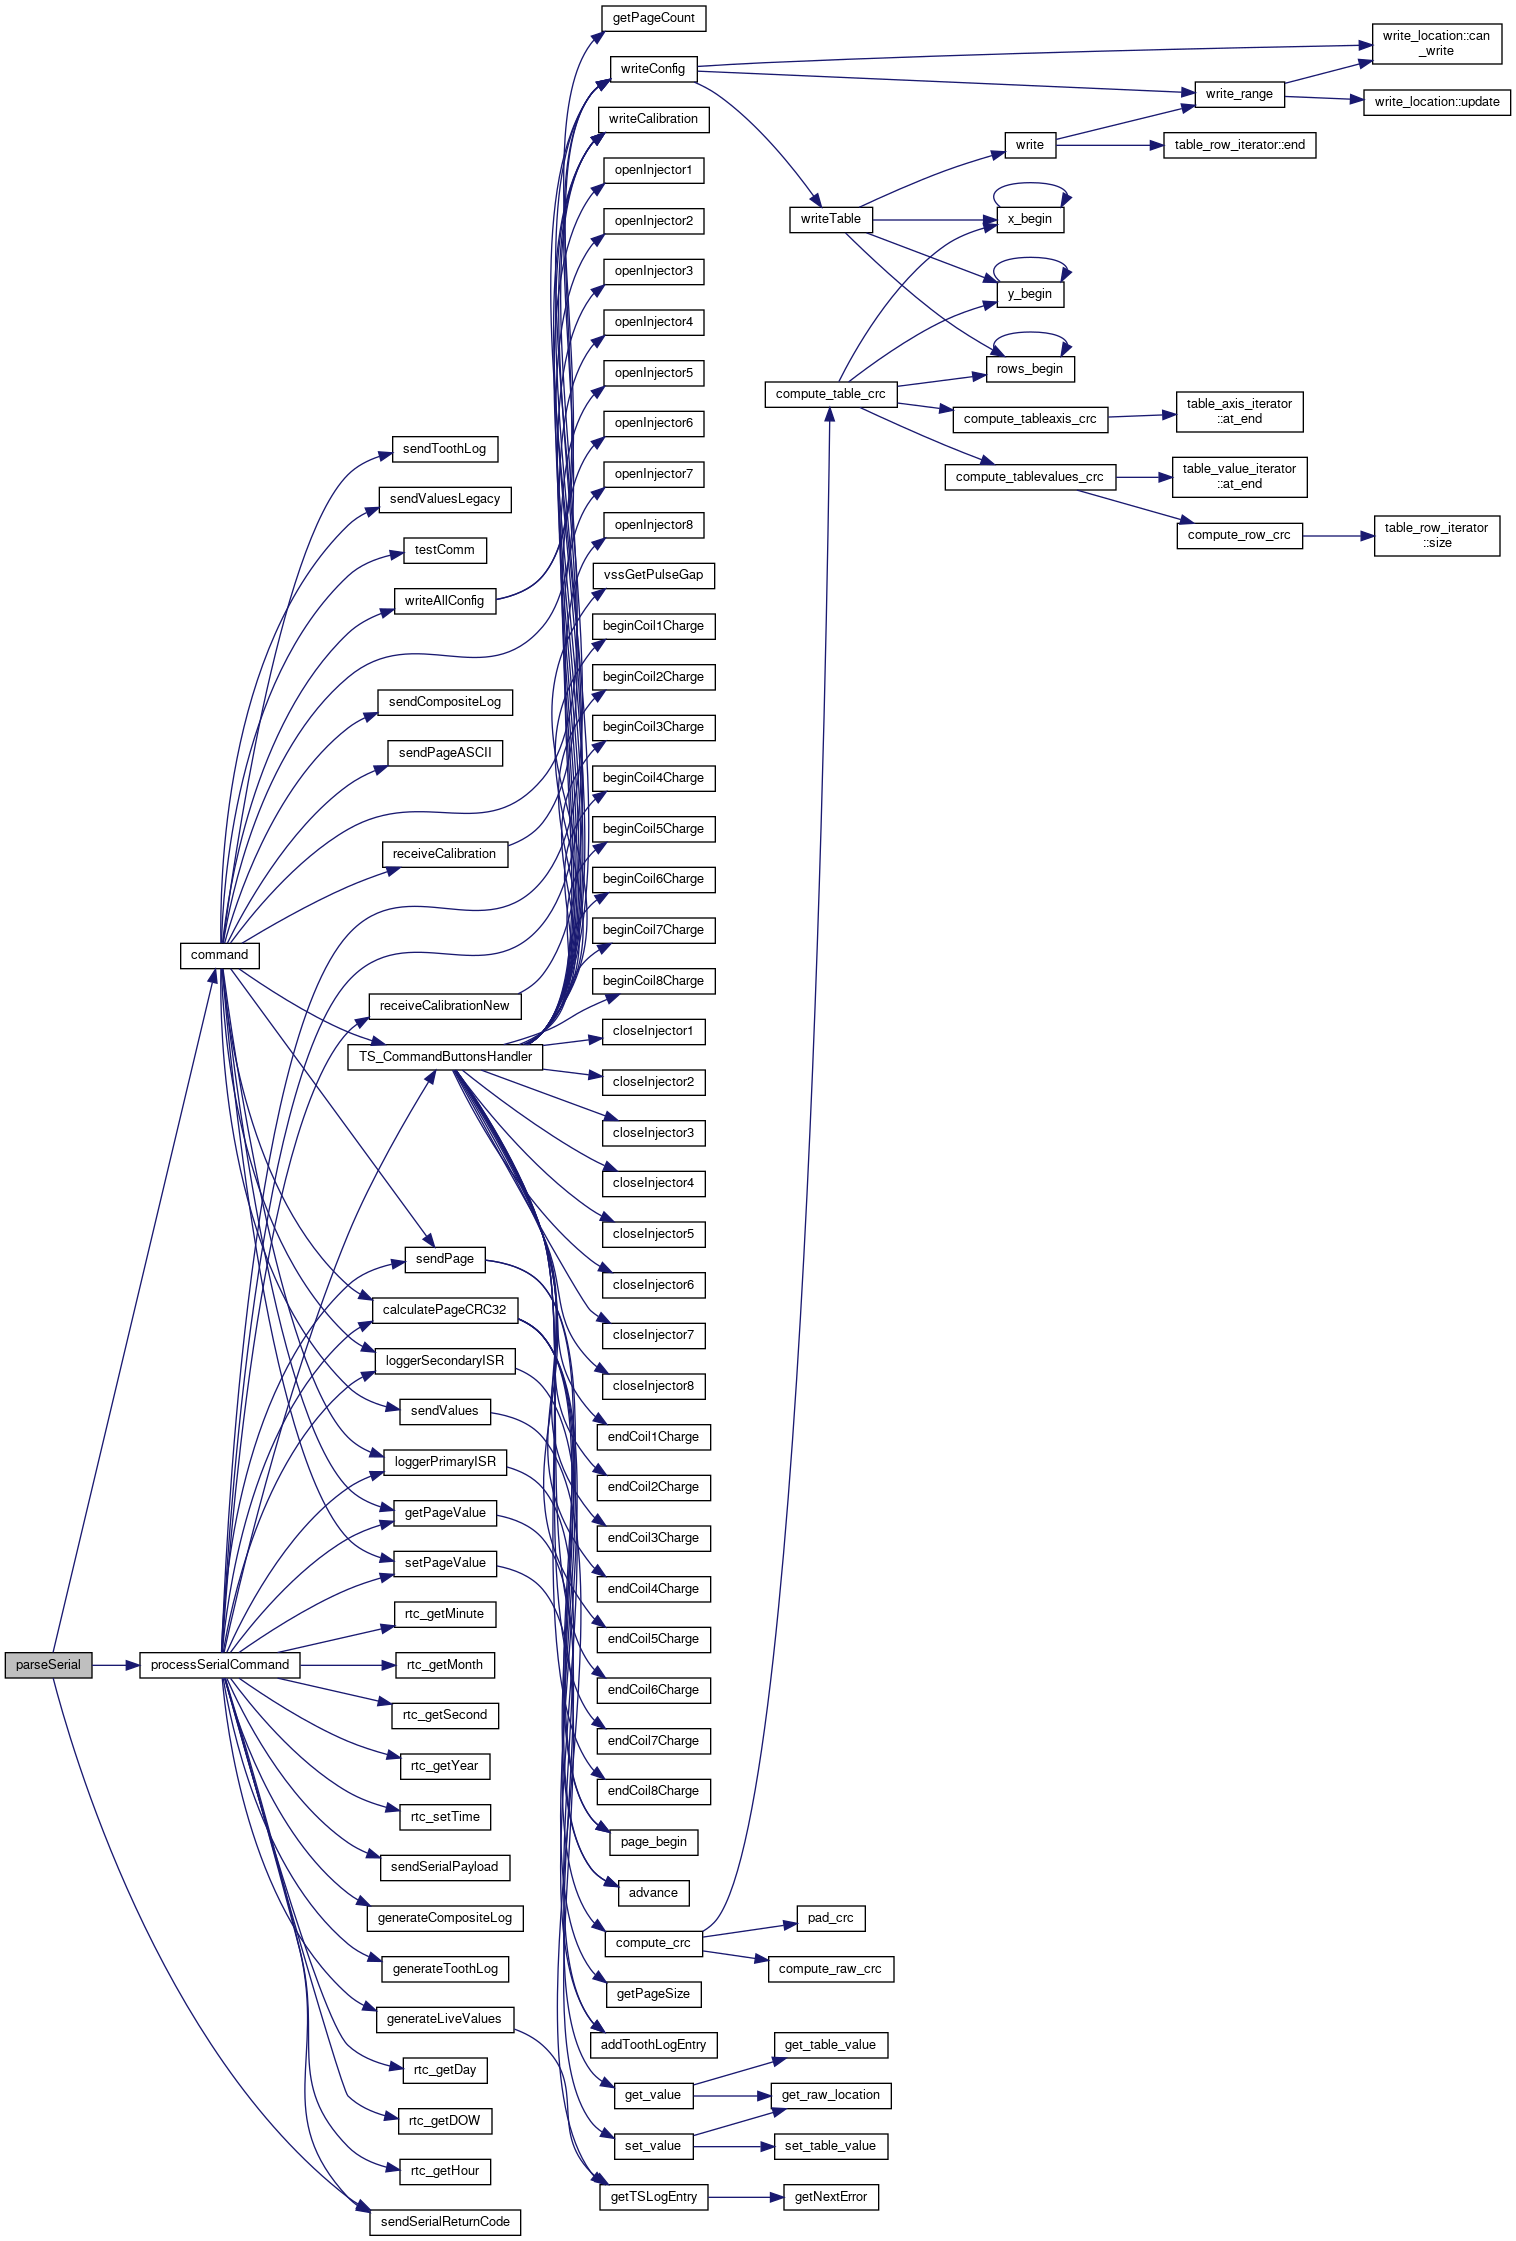 parseSerial
command
processSerialCommand
sendToothLog
sendValuesLegacy
testComm
writeAllConfig
sendCompositeLog
sendPageASCII
receiveCalibration
receiveCalibrationNew
TS_CommandButtonsHandler
sendPage
calculatePageCRC32
loggerSecondaryISR
sendValues
loggerPrimaryISR
getPageValue
setPageValue
rtc_getMinute
rtc_getMonth
rtc_getSecond
rtc_getYear
rtc_setTime
sendSerialPayload
generateCompositeLog
generateToothLog
generateLiveValues
rtc_getDay
rtc_getDOW
rtc_getHour
sendSerialReturnCode
getPageCount
writeConfig
writeCalibration
openInjector1
openInjector2
openInjector3
openInjector4
openInjector5
openInjector6
openInjector7
openInjector8
vssGetPulseGap
beginCoil1Charge
beginCoil2Charge
beginCoil3Charge
beginCoil4Charge
beginCoil5Charge
beginCoil6Charge
beginCoil7Charge
beginCoil8Charge
closeInjector1
closeInjector2
closeInjector3
closeInjector4
closeInjector5
closeInjector6
closeInjector7
closeInjector8
endCoil1Charge
endCoil2Charge
endCoil3Charge
endCoil4Charge
endCoil5Charge
endCoil6Charge
endCoil7Charge
endCoil8Charge
page_begin
advance
compute_crc
getPageSize
addToothLogEntry
get_value
set_value
getTSLogEntry
writeTable
compute_table_crc
pad_crc
compute_raw_crc
get_table_value
get_raw_location
set_table_value
getNextError
write
x_begin
y_begin
rows_begin
compute_tableaxis_crc
compute_tablevalues_crc
write_range
table_row_iterator::end
table_axis_iterator
::at_end
table_value_iterator
::at_end
compute_row_crc
write_location::can
_write
write_location::update
table_row_iterator
::size